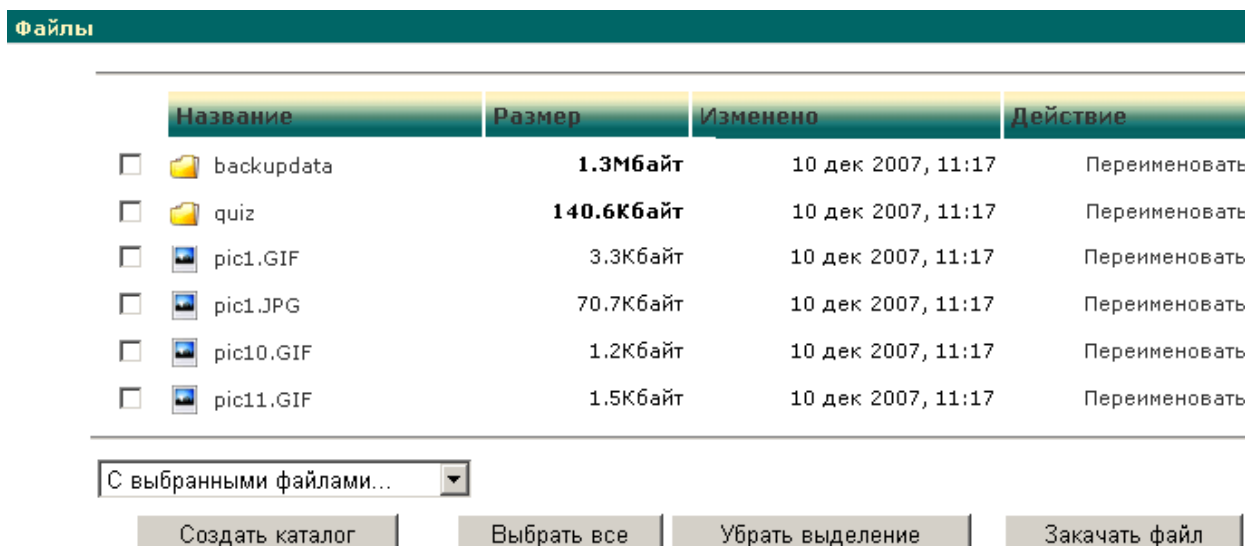 Файлы
Название Размер Изменено Действие
backupdata 1.3Мбайт 10 дек 2007, 11:17 Переименовать
quiz 140.6Кбайт 10 дек 2007, 11:17 Переименовать
pic1.GIF 3.3Кбайт 10 дек 2007, 11:17 Переименовать
pic1.JPG 70.7Кбайт 10 дек 2007, 11:17 Переименовать
pic10.GIF 1.2Кбайт 10 дек 2007, 11:17 Переименовать
pic11.GIF 1.5Кбайт 10 дек 2007, 11:17 Переименовать
С выбранными файлами...
Создать каталог Выбрать все Убрать выделение Закачать файл